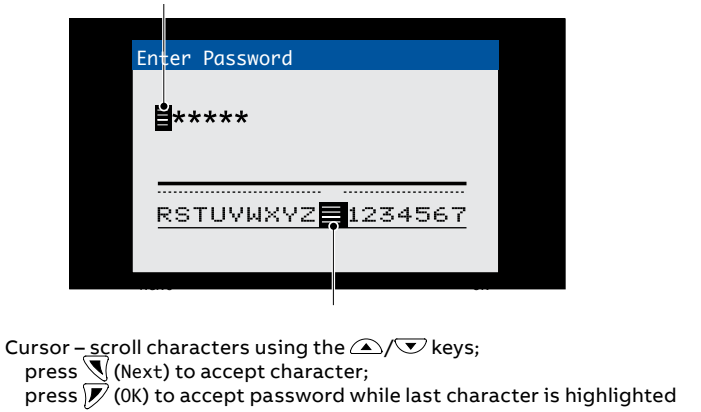 Enter Password
*****
RSTUVWXYZ 1234567
Cursor – scroll characters using the / keys;
press (Next) to accept character;
press (OK) to accept password while last character is highlighted